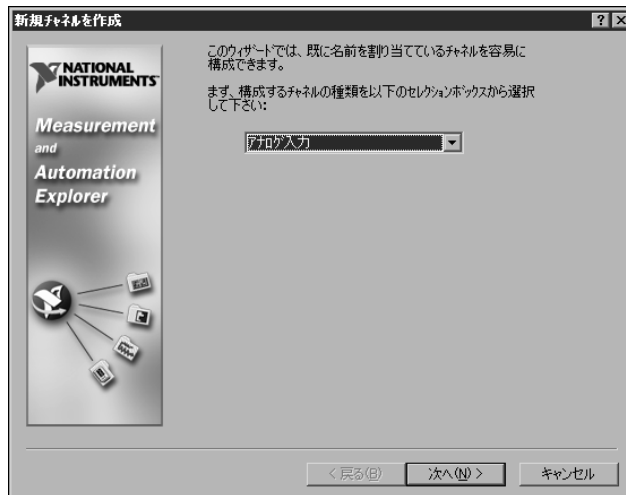 新規ﾁｬﾈﾙを作成
NATIONAL
INSTRUMENTS™
Measurement
and
Automation
Explorer
このｳｨｻﾞｰﾄﾞでは、既に名前を割り当てているﾁｬﾈﾙを容易に
構成できます。
まず、構成するﾁｬﾈﾙの種類を以下のｾﾚｸｼｮﾝﾎﾞｯｸｽから選択
して下さい:
ｱﾅﾛｸﾞ入力
< 戻る(B)
次へ(N) >
キャンセル